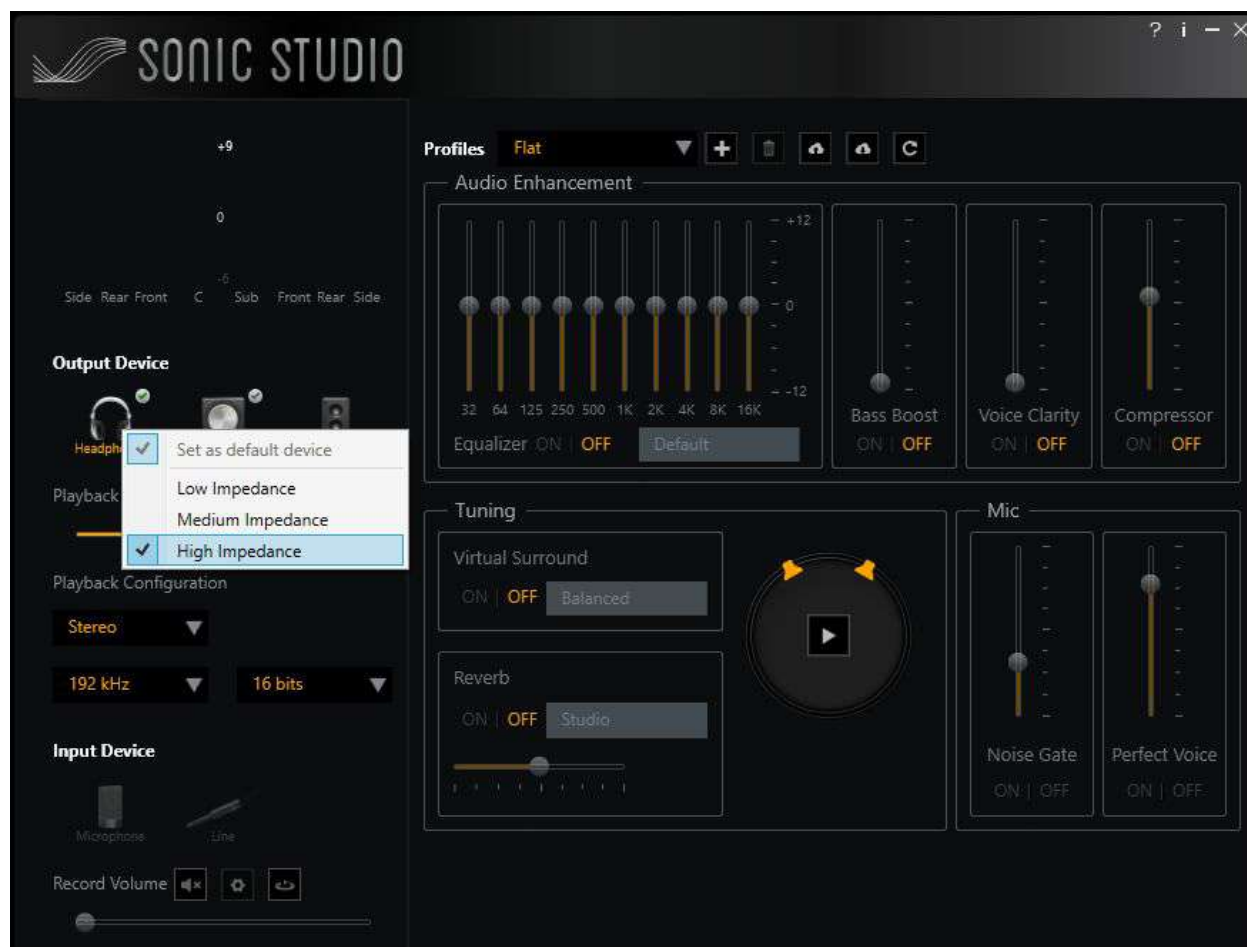 SONIC STUDIO
? i
+9
0
-6
Side Rear Front C Sub Front Rear Side
Output Device
Set as default device
Low Impedance
Medium Impedance
High Impedance
Playback
Playback Configuration
Stereo
192 kHz 16 bits
Input Device
Microphone Line
Record Volume
Profiles Flat
Audio Enhancement
+12
0
-12
32 64 125 250 500 1K 2K 4K 8K 16K
Equalizer ON | OFF Default
Bass Boost
ON | OFF
Voice Clarity
ON | OFF
Compressor
ON | OFF
Tuning
Virtual Surround
ON | OFF Balanced
Reverb
ON | OFF Studio
Mic
Noise Gate
ON | OFF
Perfect Voice
ON | OFF